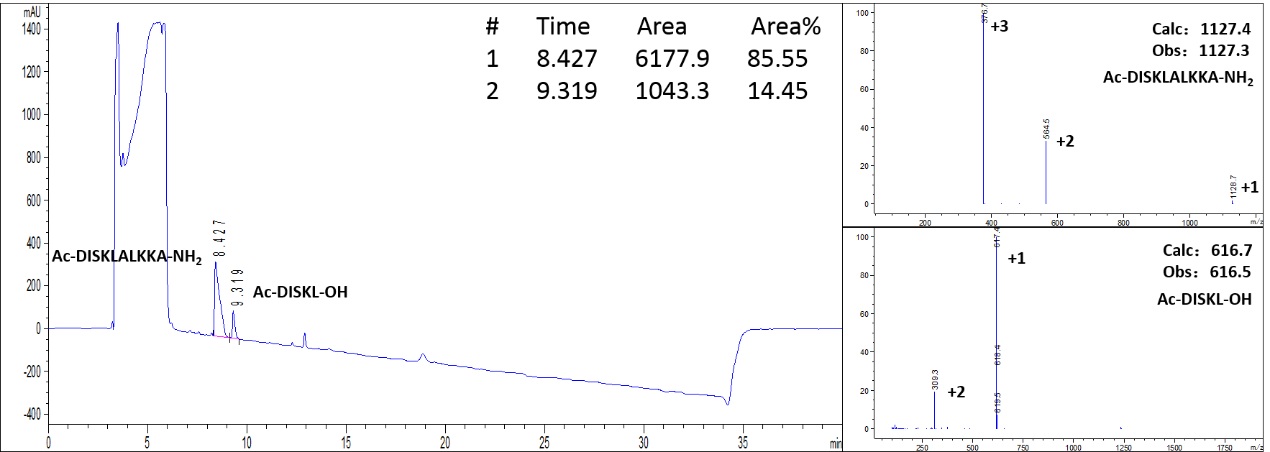 mAU
# Time Area Area%
1 8.427 6177.9 85.55
2 9.319 1043.3 14.45
1400
1200
1000
800
600
400
200
0
-200
-400
Ac-DISKLALKKA-NH2
8.427
9.319
Ac-DISKL-OH
0 5 10 15 20 25 30 35 min
100
80
60
40
20
0
376.7
+3
564.5
+2
1128.7
+1
Calc: 1127.4
Obs: 1127.3
Ac-DISKLALKKA-NH2
200 400 600 800 1000 m/z
100
80
60
40
20
0
617.4
+1
618.4
619.5
309.3
+2
Calc: 616.7
Obs: 616.5
Ac-DISKL-OH
250 500 750 1000 1250 1500 1750 m/z